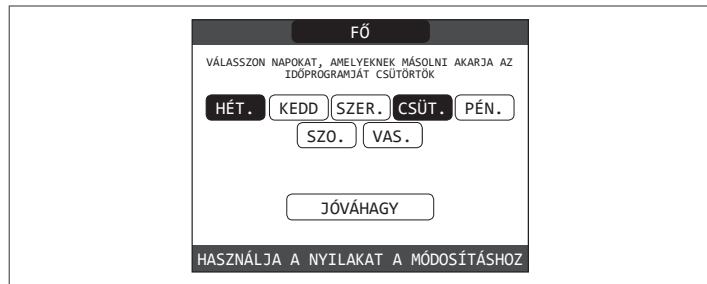 FŐ
VÁLASSZON NAPOKAT, AMELYEKNEK MÁSOLNI AKARJA AZ
IDŐPROGRAMJÁT CSÜTÖRTÖK
HÉT. KEDD SZER. CSÜT. PÉN.
SZO. VAS.
JÓVÁHAGY
HASZNÁLJA A NYILAKAT A MÓDOSÍTÁSHOZ